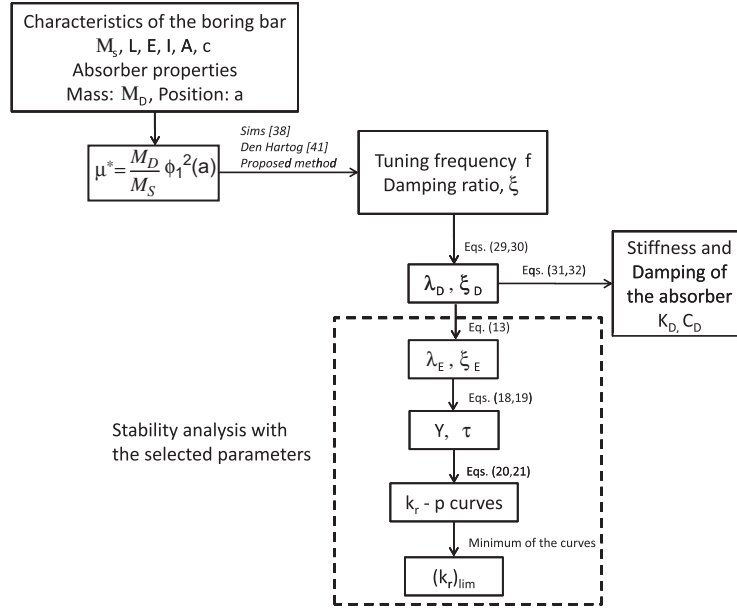 Characteristics of the boring bar
Mₛ, L, E, I, A, c
Absorber properties
Mass: M_D, Position: a
μ*= M_D/M_S ϕ₁²(a)
Sims [38]
Den Hartog [41]
Proposed method
Tuning frequency f
Damping ratio, ξ
Eqs. (29,30)
λ_D , ξ_D
Eqs. (31,32)
Stiffness and
Damping of
the absorber
K_D, C_D
Eq. (13)
λ_E , ξ_E
Eqs. (18,19)
Stability analysis with
the selected parameters
Υ, τ
Eqs. (20,21)
k_r - p curves
Minimum of the curves
(k_r)_lim